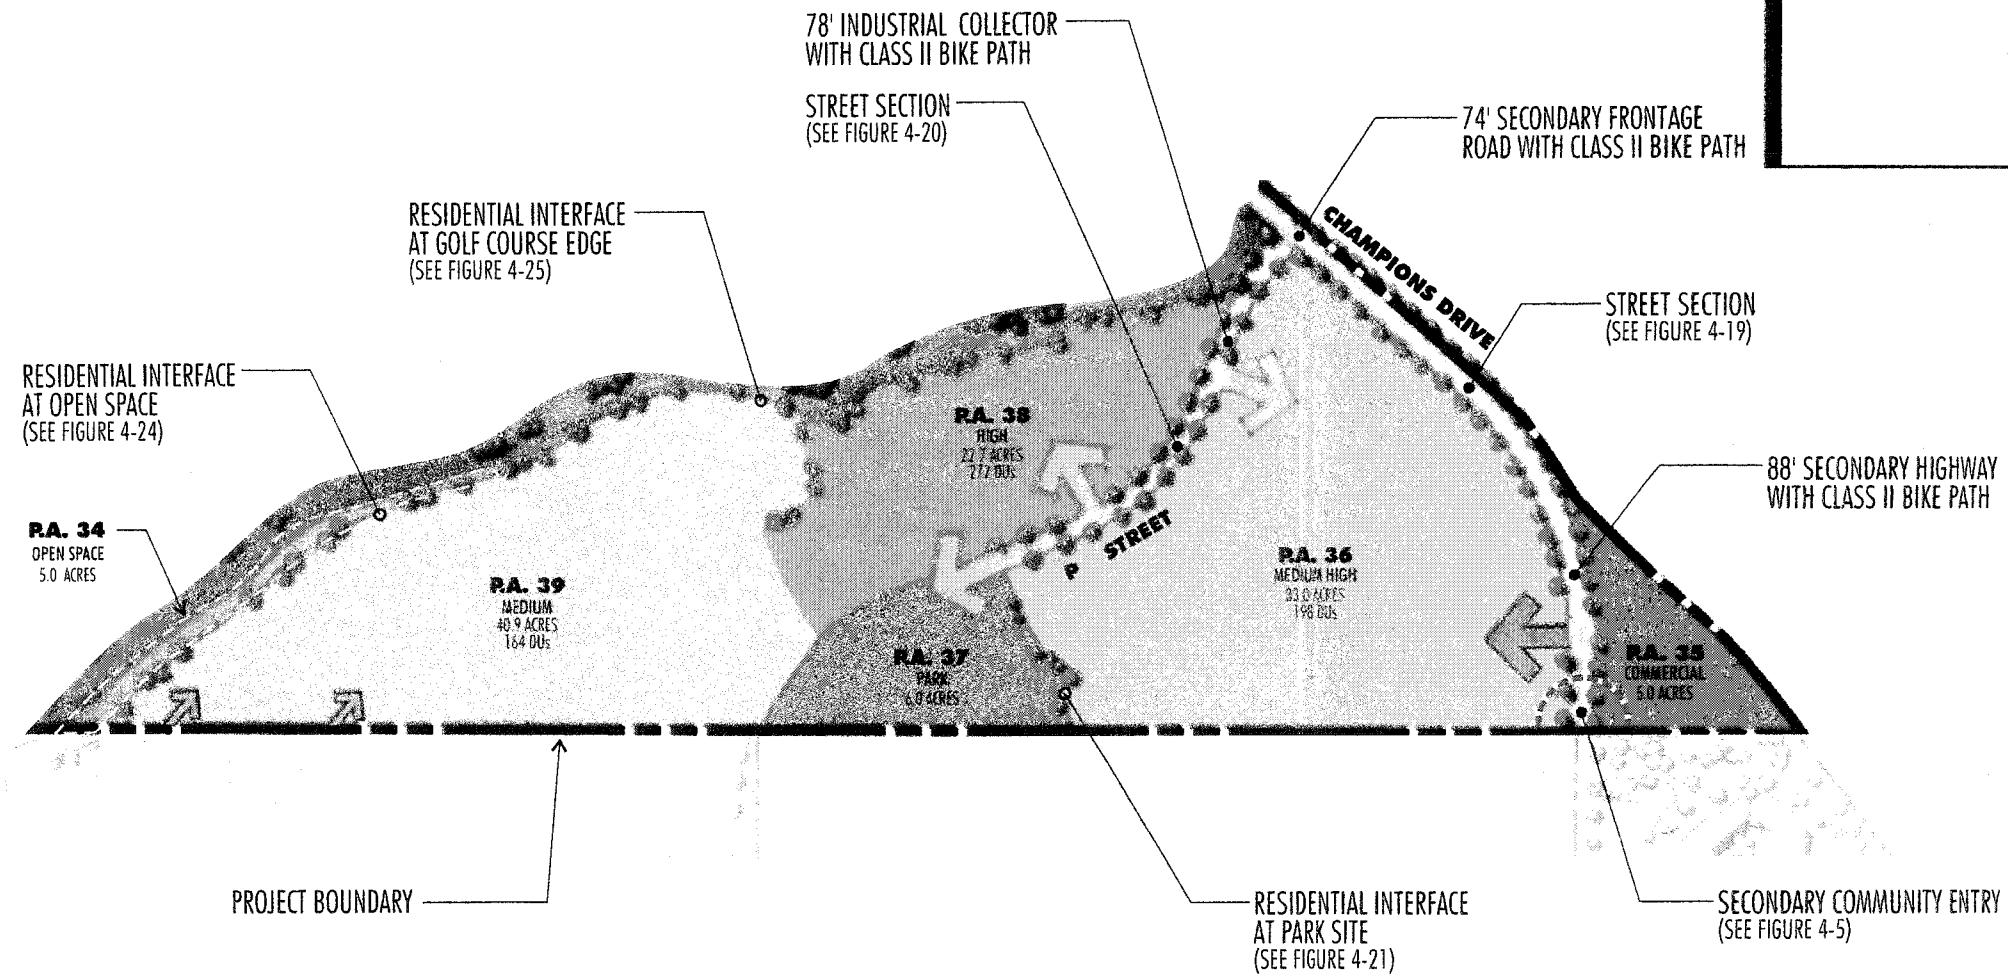 78' INDUSTRIAL COLLECTOR
WITH CLASS II BIKE PATH
STREET SECTION
(SEE FIGURE 4-20)
74' SECONDARY FRONTAGE
ROAD WITH CLASS II BIKE PATH
RESIDENTIAL INTERFACE
AT GOLF COURSE EDGE
(SEE FIGURE 4-25)
CHAMPIONS DRIVE
STREET SECTION
(SEE FIGURE 4-19)
RESIDENTIAL INTERFACE
AT OPEN SPACE
(SEE FIGURE 4-24)
P.A. 38
HIGH
22.7 ACRES
272 DUs
88' SECONDARY HIGHWAY
WITH CLASS II BIKE PATH
P.A. 34
OPEN SPACE
5.0 ACRES
P STREET
P.A. 36
MEDIUM HIGH
33.0 ACRES
198 DUs
P.A. 39
MEDIUM
40.9 ACRES
164 DUs
P.A. 37
PARK
6.0 ACRES
P.A. 35
COMMERCIAL
5.0 ACRES
PROJECT BOUNDARY
RESIDENTIAL INTERFACE
AT PARK SITE
(SEE FIGURE 4-21)
SECONDARY COMMUNITY ENTRY
(SEE FIGURE 4-5)